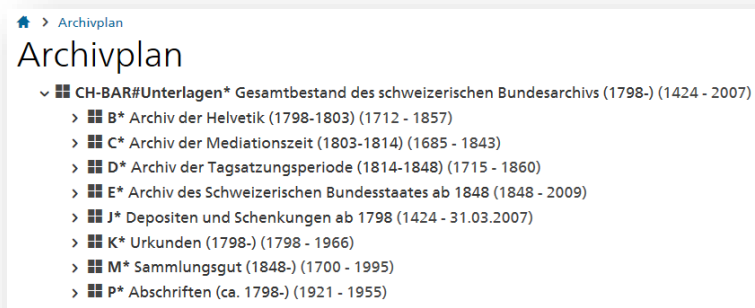 Archivplan
Archivplan
CH-BAR#Unterlagen* Gesamtbestand des schweizerischen Bundesarchivs (1798-) (1424 - 2007)
B* Archiv der Helvetik (1798-1803) (1712 - 1857)
C* Archiv der Mediationszeit (1803-1814) (1685 - 1843)
D* Archiv der Tagsatzungsperiode (1814-1848) (1715 - 1860)
E* Archiv des Schweizerischen Bundesstaates ab 1848 (1848 - 2009)
J* Depositen und Schenkungen ab 1798 (1424 - 31.03.2007)
K* Urkunden (1798-) (1798 - 1966)
M* Sammlungsgut (1848-) (1700 - 1995)
P* Abschriften (ca. 1798-) (1921 - 1955)